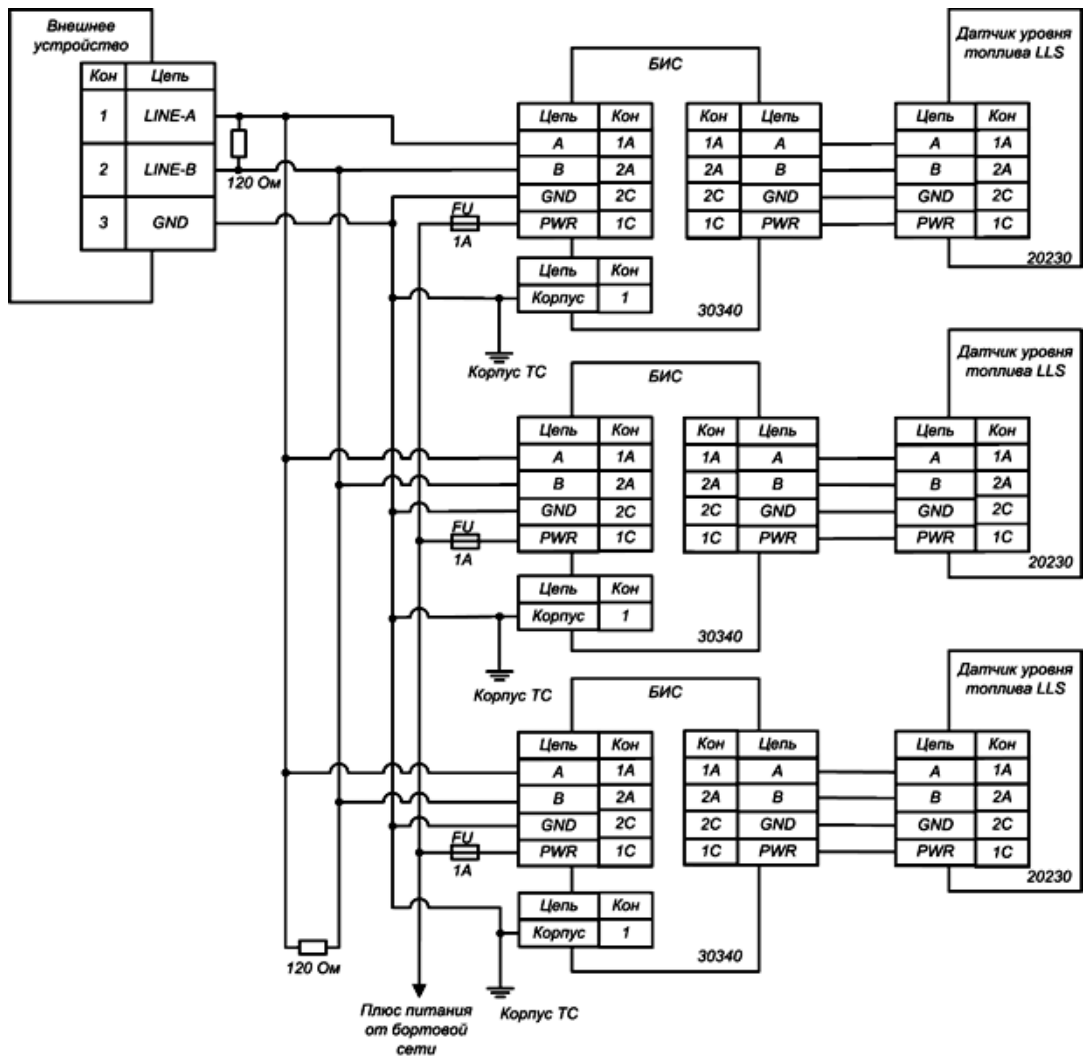 Внешнее
устройство
Кон Цепь
1 LINE-A
2 LINE-B
3 GND
120 Ом
FU
1A
БИС
Цепь Кон
A 1A
B 2A
GND 2C
PWR 1C
Цепь Кон
Корпус 1
Кон Цепь
1A A
2A B
2C GND
1C PWR
30340
Корпус ТС
Датчик уровня
топлива LLS
Цепь Кон
A 1A
B 2A
GND 2C
PWR 1C
20230
БИС
Цепь Кон
A 1A
B 2A
GND 2C
PWR 1C
FU
1A
Цепь Кон
Корпус 1
Кон Цепь
1A A
2A B
2C GND
1C PWR
30340
Корпус ТС
Датчик уровня
топлива LLS
Цепь Кон
A 1A
B 2A
GND 2C
PWR 1C
20230
БИС
Цепь Кон
A 1A
B 2A
GND 2C
PWR 1C
FU
1A
Цепь Кон
Корпус 1
Кон Цепь
1A A
2A B
2C GND
1C PWR
30340
Датчик уровня
топлива LLS
Цепь Кон
A 1A
B 2A
GND 2C
PWR 1C
20230
120 Ом
Плюс питания
от бортовой
сети
Корпус ТС